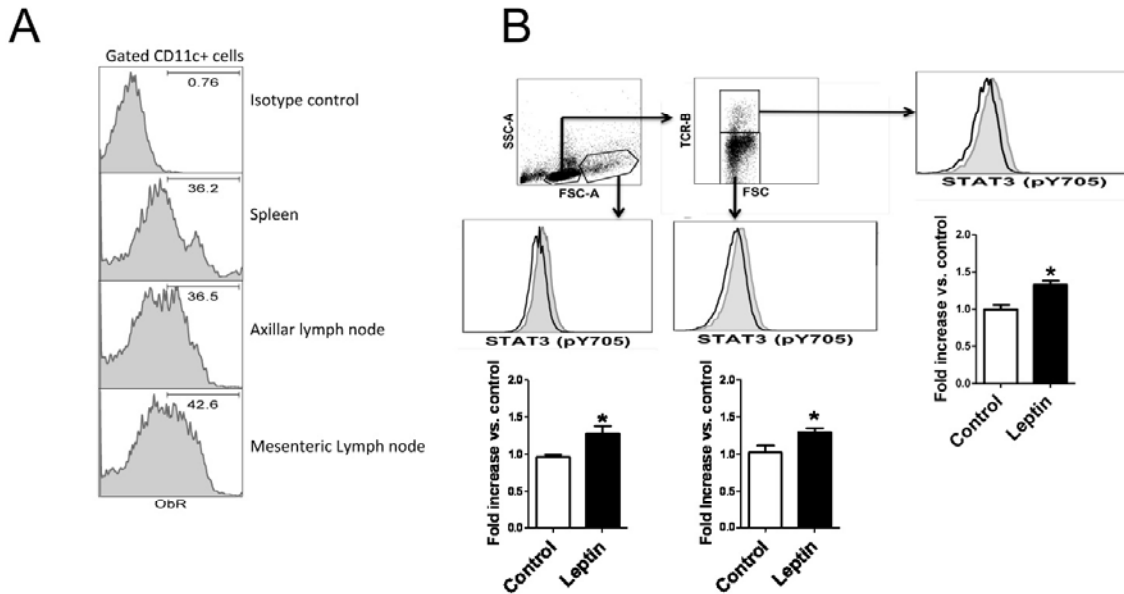 A
Gated CD11c+ cells
0.76
Isotype control
36.2
Spleen
36.5
Axillar lymph node
42.6
Mesenteric Lymph node
ObR
B
SSC-A
FSC-A
TCR-B
FSC
STAT3 (pY705)
STAT3 (pY705)
STAT3 (pY705)
Fold increase vs. control
2.0
1.5
1.0
0.5
0.0
*
Control
Leptin
Fold Increase vs. control
2.0
1.5
1.0
0.5
0.0
*
Control
Leptin
Fold increase vs. control
2.0
1.5
1.0
0.5
0.0
*
Control
Leptin